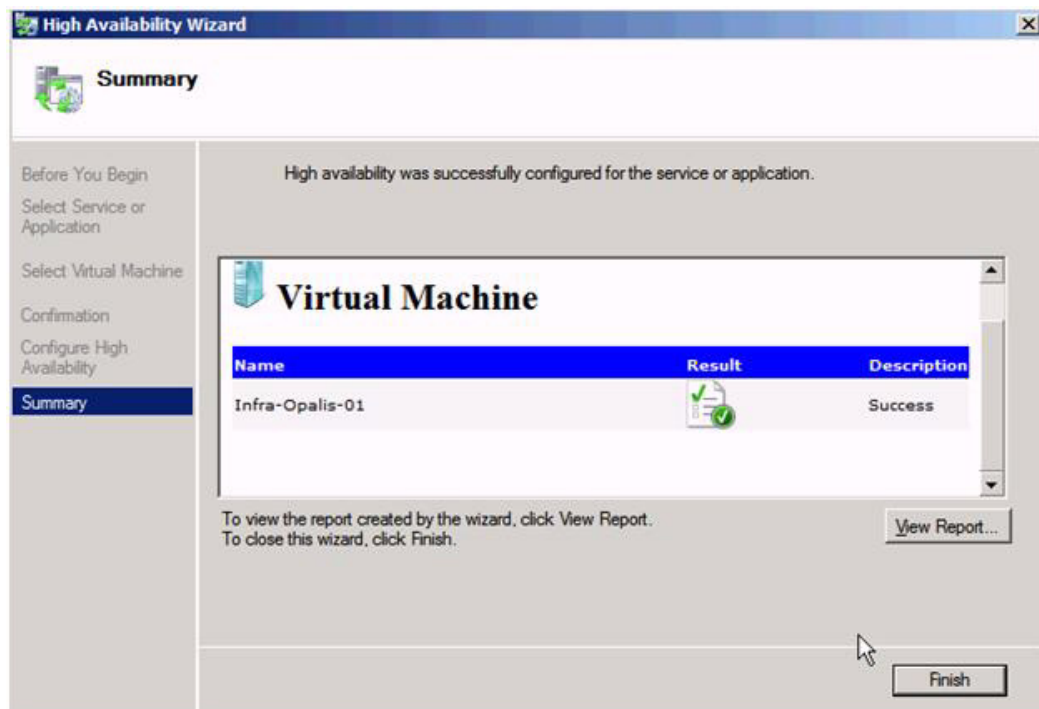 High Availability Wizard
Summary
Before You Begin
Select Service or
Application
Select Virtual Machine
Confirmation
Configure High
Availability
Summary
High availability was successfully configured for the service or application.
Virtual Machine
Name Result Description
Infra-Opalis-01 Success
To view the report created by the wizard, click View Report.
To close this wizard, click Finish.
View Report...
Finish